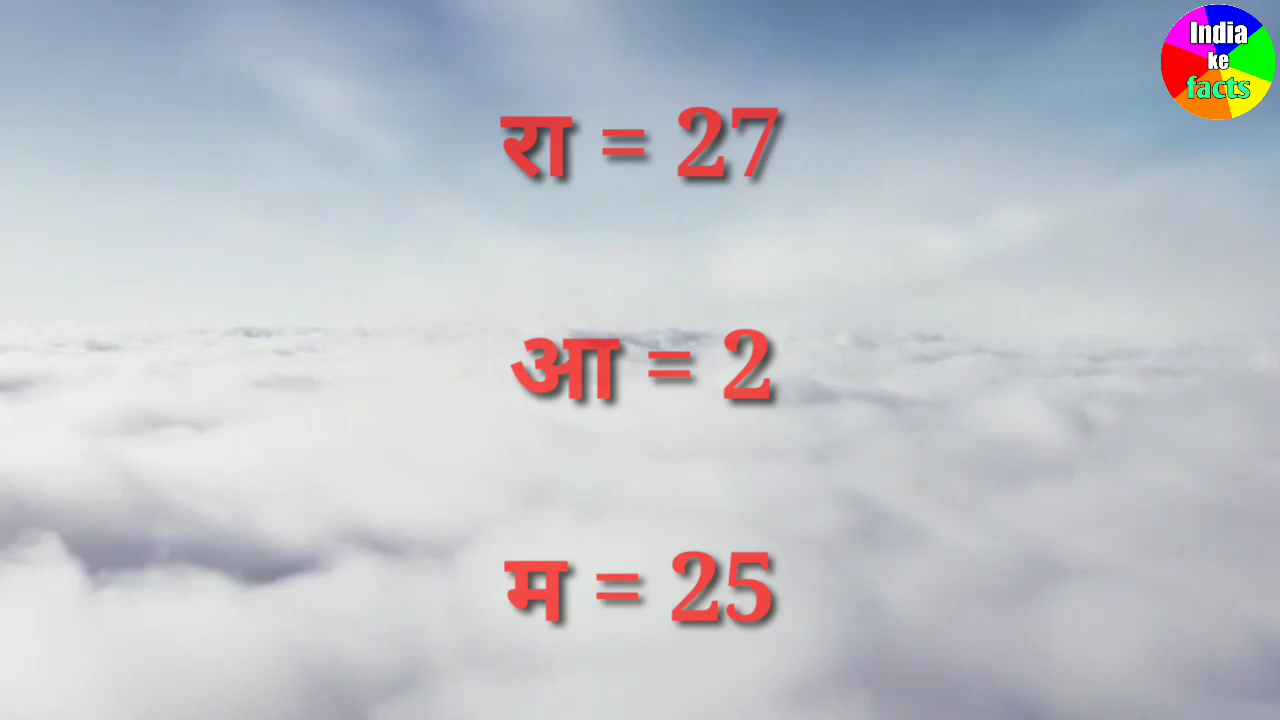 India
ke
facts
रा = 27
आ = 2
म = 25